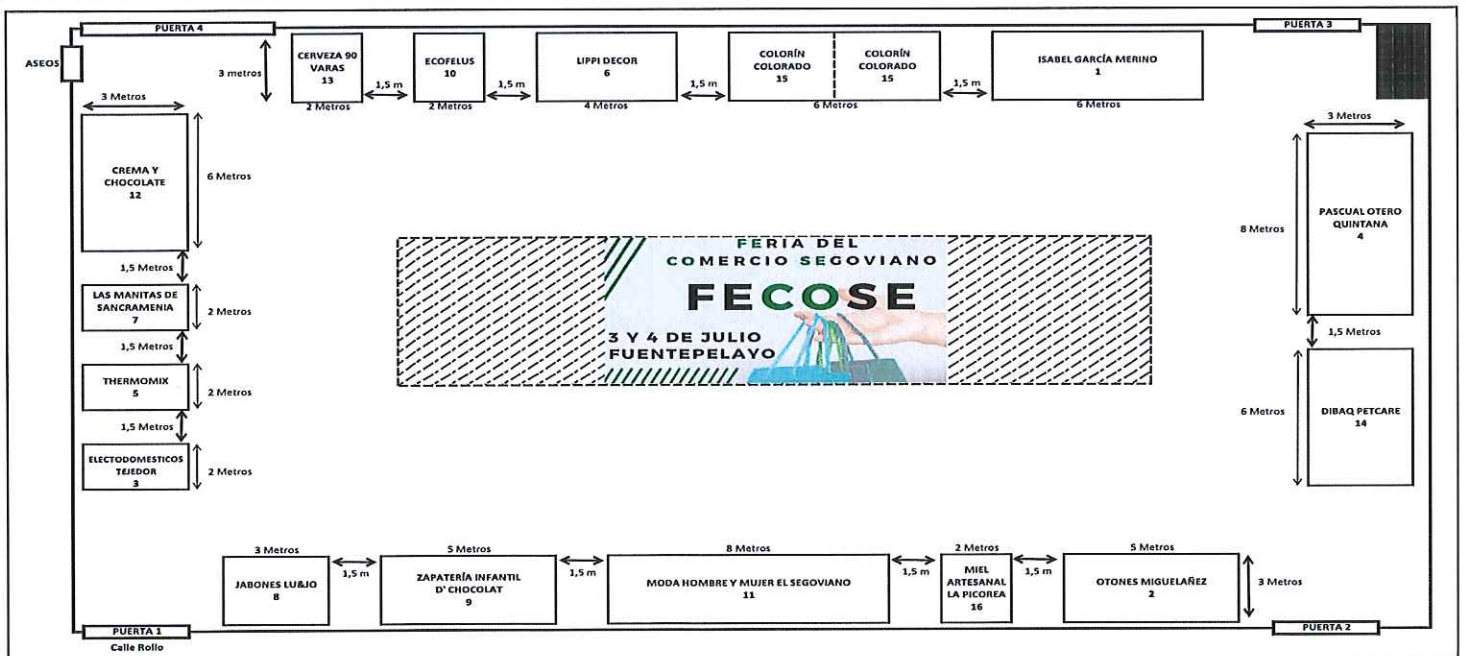 PUERTA 4
PUERTA 3
ASEOS
3 metros
CERVEZA 90
VARAS
13
2 Metros
1,5 m
ECOFELUS
10
2 Metros
1,5 m
LIPPI DECOR
6
4 Metros
1,5 m
COLORÍN
COLORADO
15
COLORÍN
COLORADO
15
6 Metros
1,5 m
ISABEL GARCÍA MERINO
1
6 Metros
3 Metros
CREMA Y
CHOCOLATE
12
6 Metros
1,5 Metros
LAS MANITAS DE
SANCRAMENIA
7
2 Metros
1,5 Metros
THERMOMIX
5
2 Metros
1,5 Metros
ELECTODOMESTICOS
TEJEDOR
3
2 Metros
FERIA DEL
COMERCIO SEGOVIANO
FECOSE
3 Y 4 DE JULIO
FUENTEPELAYO
3 Metros
8 Metros
PASCUAL OTERO
QUINTANA
4
1,5 Metros
6 Metros
DIBAQ PETCARE
14
3 Metros
JABONES LU&JO
8
1,5 m
5 Metros
ZAPATERÍA INFANTIL
D' CHOCOLAT
9
1,5 m
8 Metros
MODA HOMBRE Y MUJER EL SEGOVIANO
11
1,5 m
2 Metros
MIEL
ARTESANAL
LA PICOREA
16
1,5 m
5 Metros
OTONES MIGUELAÑEZ
2
3 Metros
PUERTA 1
Calle Rollo
PUERTA 2